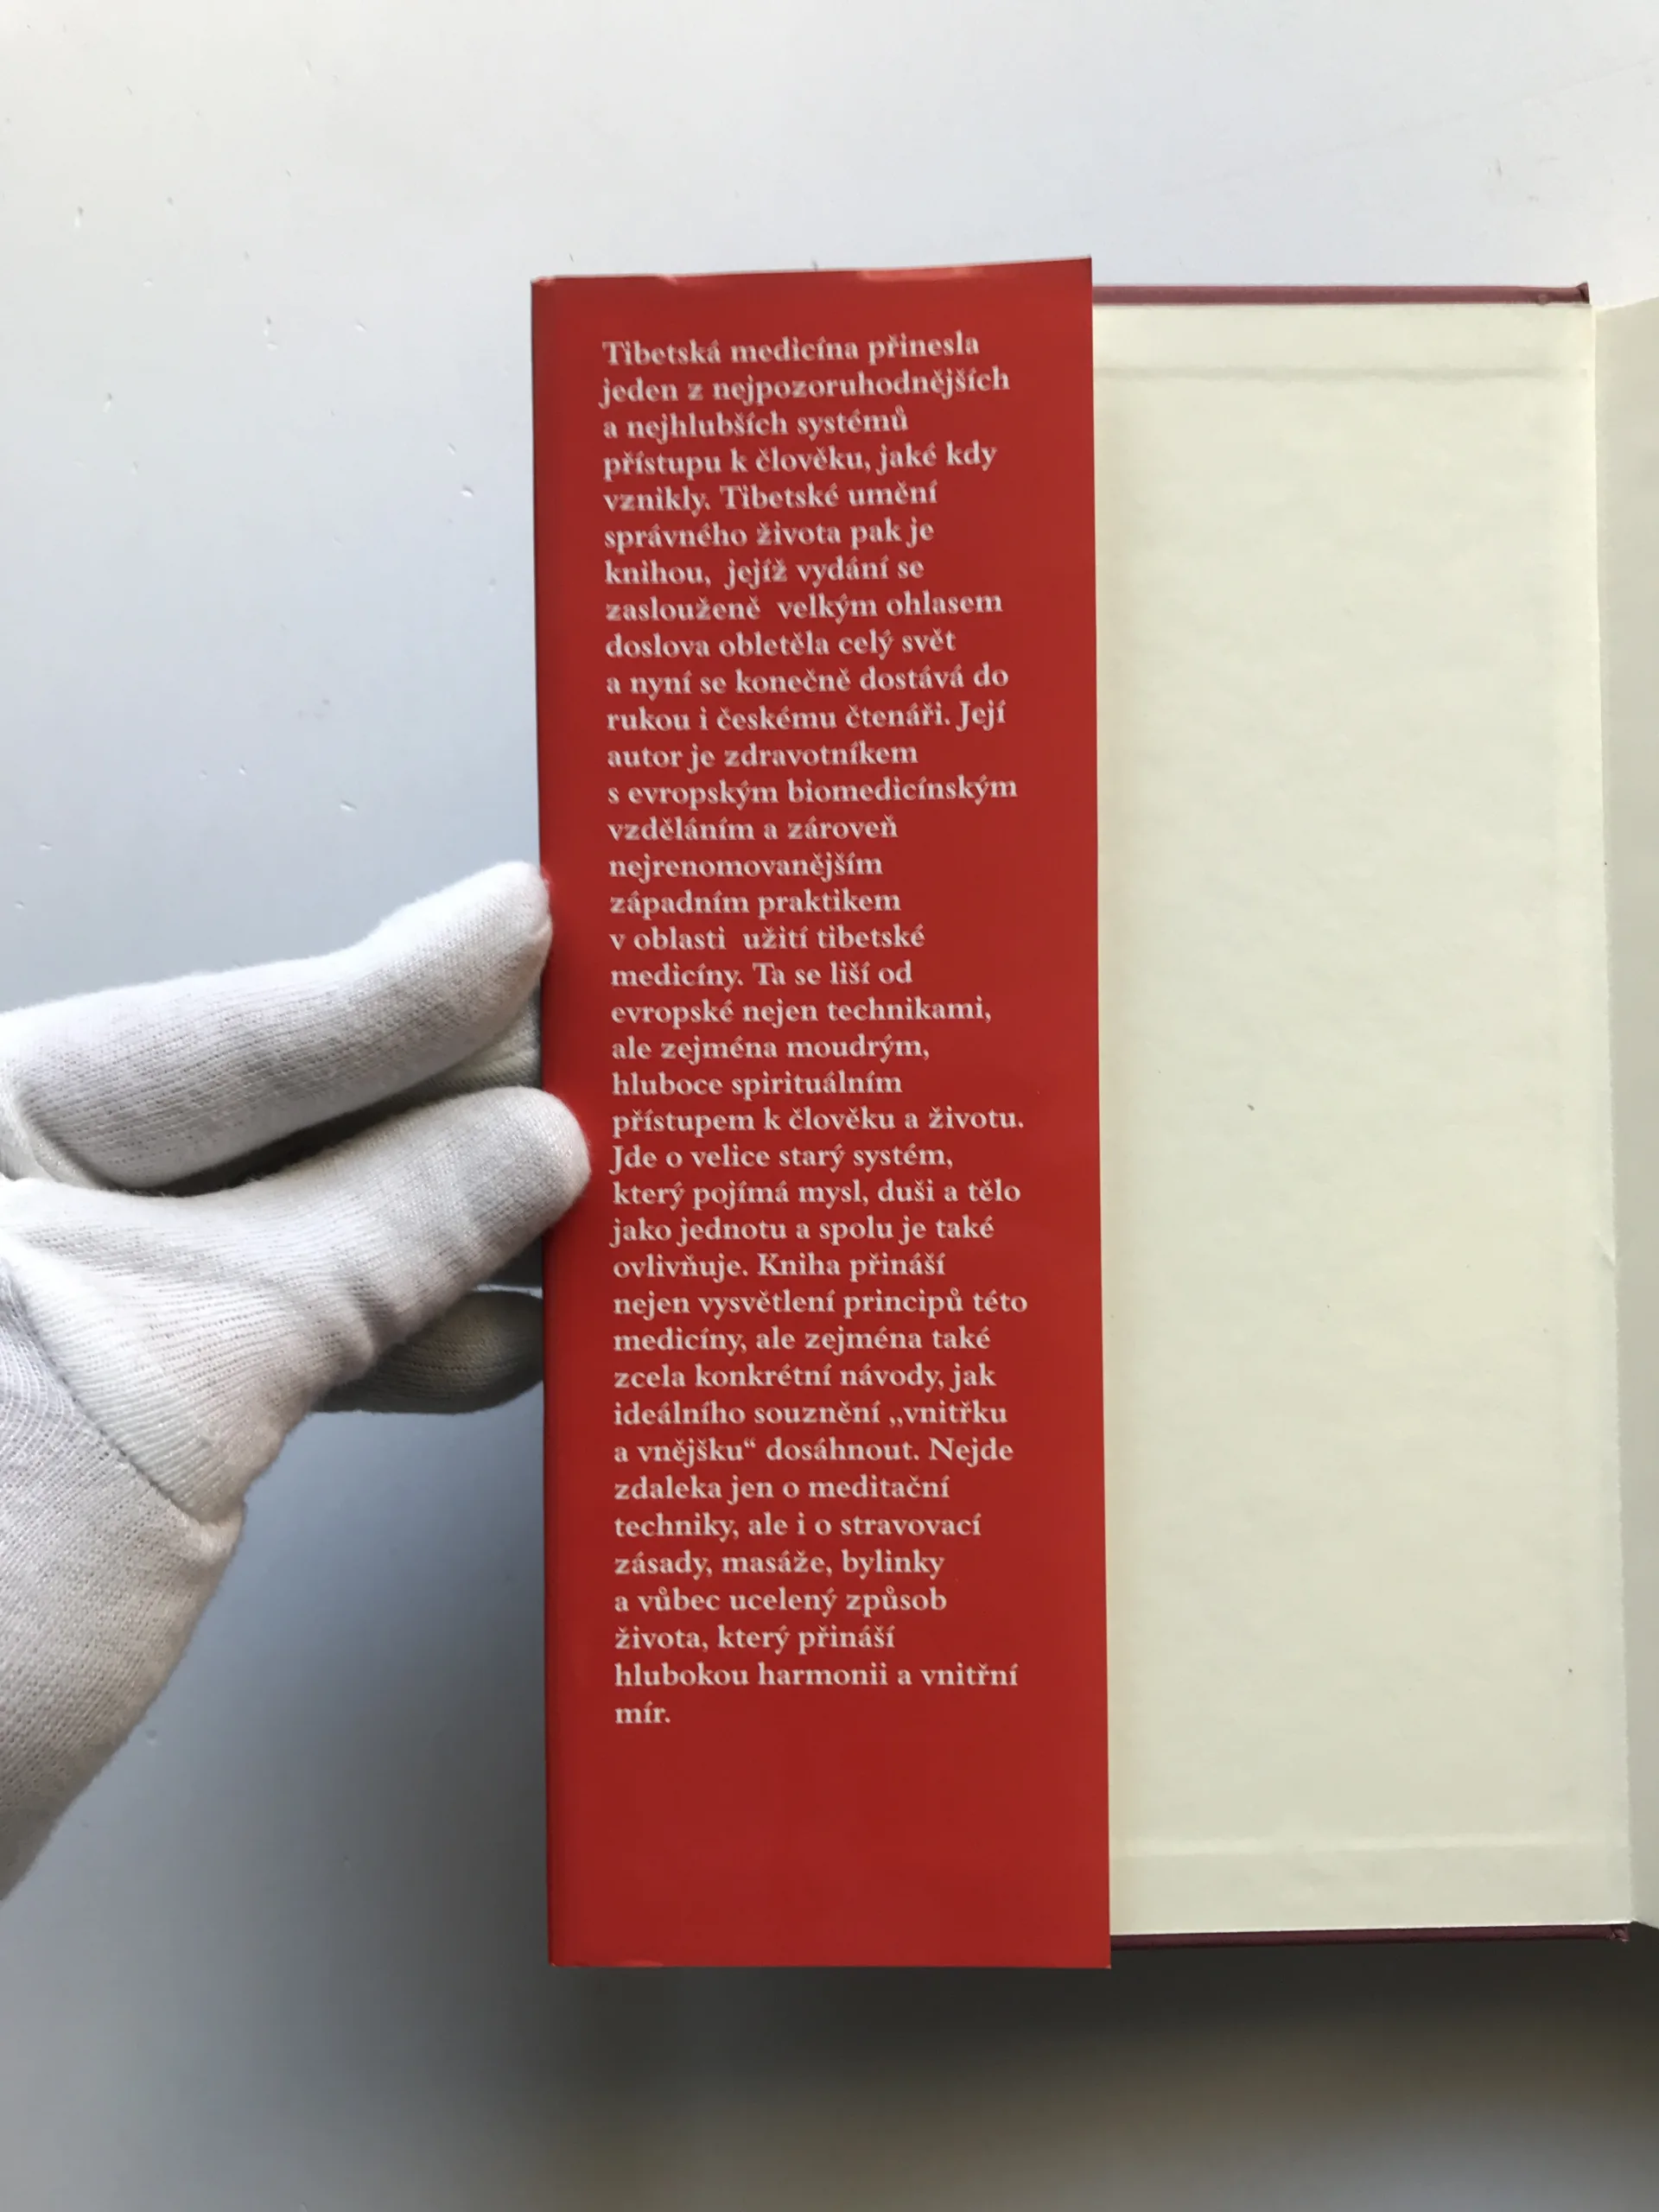 Tibetská medicína přinesla
jeden z nejpozoruhodnějších
a nejhlubších systémů
přístupu k člověku, jaké kdy
vznikly. Tibetské umění
správného života pak je
knihou, jejíž vydání se
zaslouženě velkým ohlasem
doslova obletěla celý svět
a nyní se konečně dostává do
rukou i českému čtenáři. Její
autor je zdravotníkem
s evropským biomedicínským
vzděláním a zároveň
nejrenomovanějším
západním praktikem
v oblasti užití tibetské
medicíny. Ta se liší od
evropské nejen technikami,
ale zejména moudrým,
hluboce spirituálním
přístupem k člověku a životu.
Jde o velice starý systém,
který pojímá mysl, duši a tělo
jako jednotu a spolu je také
ovlivňuje. Kniha přináší
nejen vysvětlení principů této
medicíny, ale zejména také
zcela konkrétní návody, jak
ideálního souznění „vnitřku
a vnějšku“ dosáhnout. Nejde
zdaleka jen o meditační
techniky, ale i o stravovací
zásady, masáže, bylinky
a vůbec ucelený způsob
života, který přináší
hlubokou harmonii a vnitřní
mír.